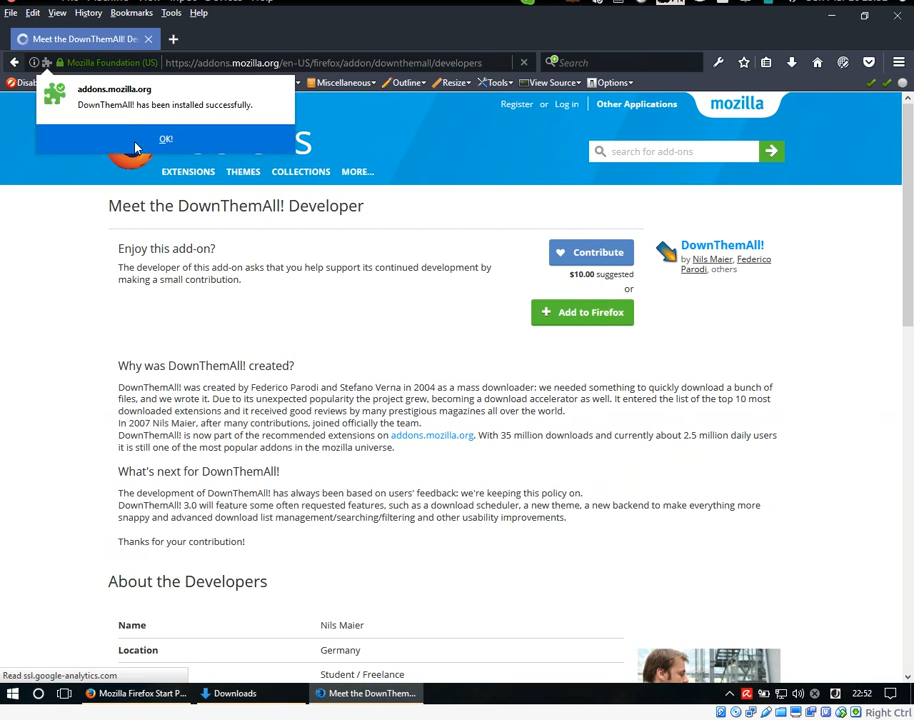 File Edit View History Bookmarks Tools Help
Meet the DownThemAll! De
Mozilla Foundation (US) https://addons.mozilla.org/en-US/firefox/addon/downthemall/developers Search
Miscellaneous Outline Resize Tools View Source Options
addons.mozilla.org
DownThemAll! has been installed successfully.
OK!
Register or Log in Other Applications mozilla
search for add-ons
EXTENSIONS THEMES COLLECTIONS MORE...
Meet the DownThemAll! Developer
Enjoy this add-on?
The developer of this add-on asks that you help support its continued development by
making a small contribution.
Contribute
$10.00 suggested
or
Add to Firefox
DownThemAll!
by Nils Maier, Federico
Parodi, others
Why was DownThemAll! created?
DownThemAll! was created by Federico Parodi and Stefano Verna in 2004 as a mass downloader: we needed something to quickly download a bunch of
files, and we wrote it. Due to its unexpected popularity the project grew, becoming a download accelerator as well. It entered the list of the top 10 most
downloaded extensions and it received good reviews by many prestigious magazines all over the world.
In 2007 Nils Maier, after many contributions, joined officially the team.
DownThemAll! is now part of the recommended extensions on addons.mozilla.org. With 35 million downloads and currently about 2.5 million daily users
it is still one of the most popular addons in the mozilla universe.
What's next for DownThemAll!
The development of DownThemAll! has always been based on users' feedback: we're keeping this policy on.
DownThemAll! 3.0 will feature some often requested features, such as a download scheduler, a new theme, a new backend to make everything more
snappy and advanced download list management/searching/filtering and other usability improvements.
Thanks for your contribution!
About the Developers
Name Nils Maier
Location Germany
Student / Freelance
Read ssl.google-analytics.com
Mozilla Firefox Start P... Downloads Meet the DownThem... 22:52
Right Ctrl